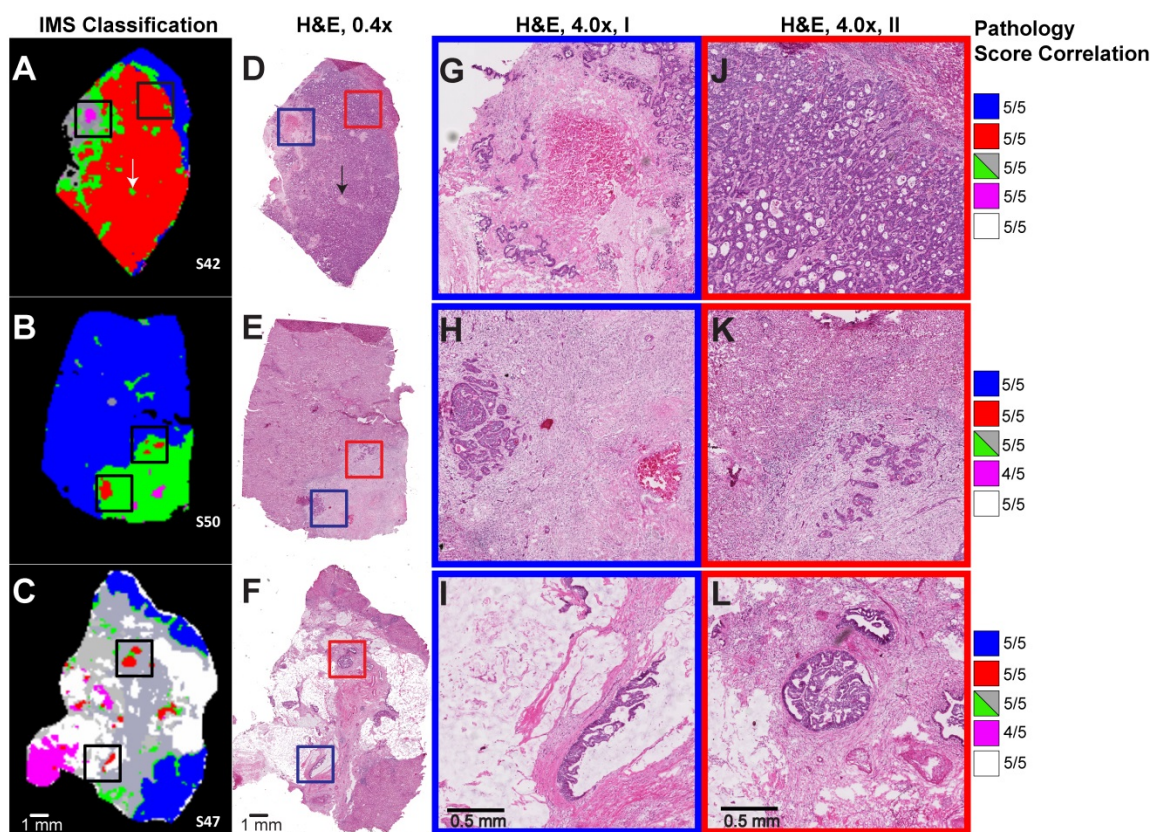 IMS Classification
H&E, 0.4x
H&E, 4.0x, I
H&E, 4.0x, II
Pathology
Score Correlation
A
D
G
J
5/5
5/5
5/5
5/5
5/5
S42
B
E
H
K
5/5
5/5
5/5
4/5
5/5
S50
C
F
I
L
5/5
5/5
5/5
4/5
5/5
1 mm
S47
1 mm
0.5 mm
0.5 mm